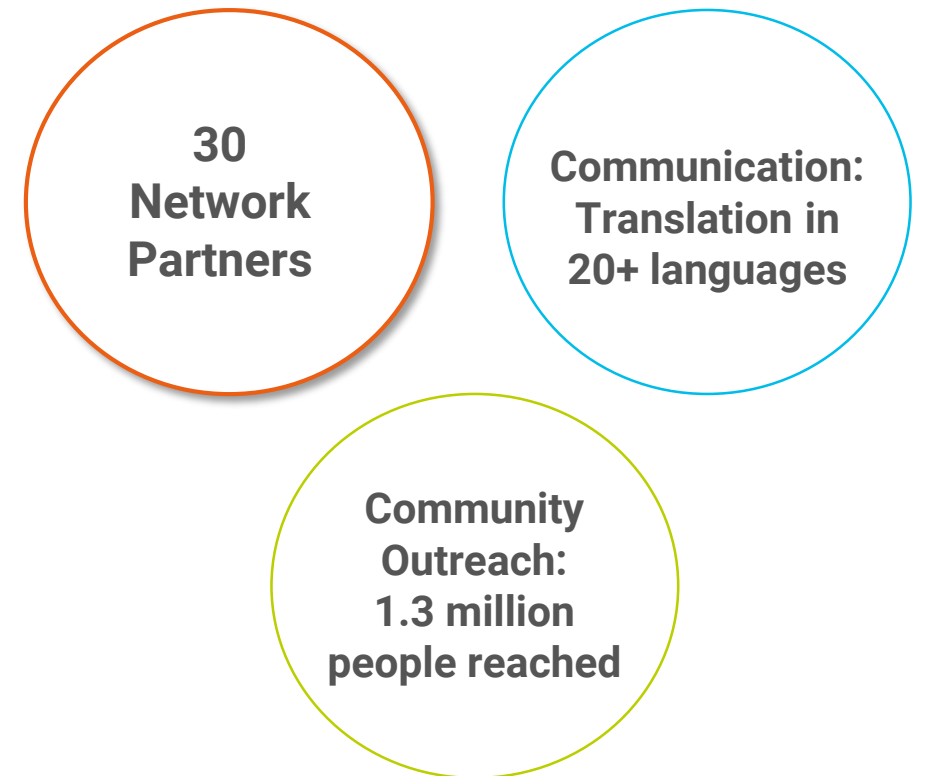 30
Network
Partners
Communication:
Translation in
20+ languages
Community
Outreach:
1.3 million
people reached